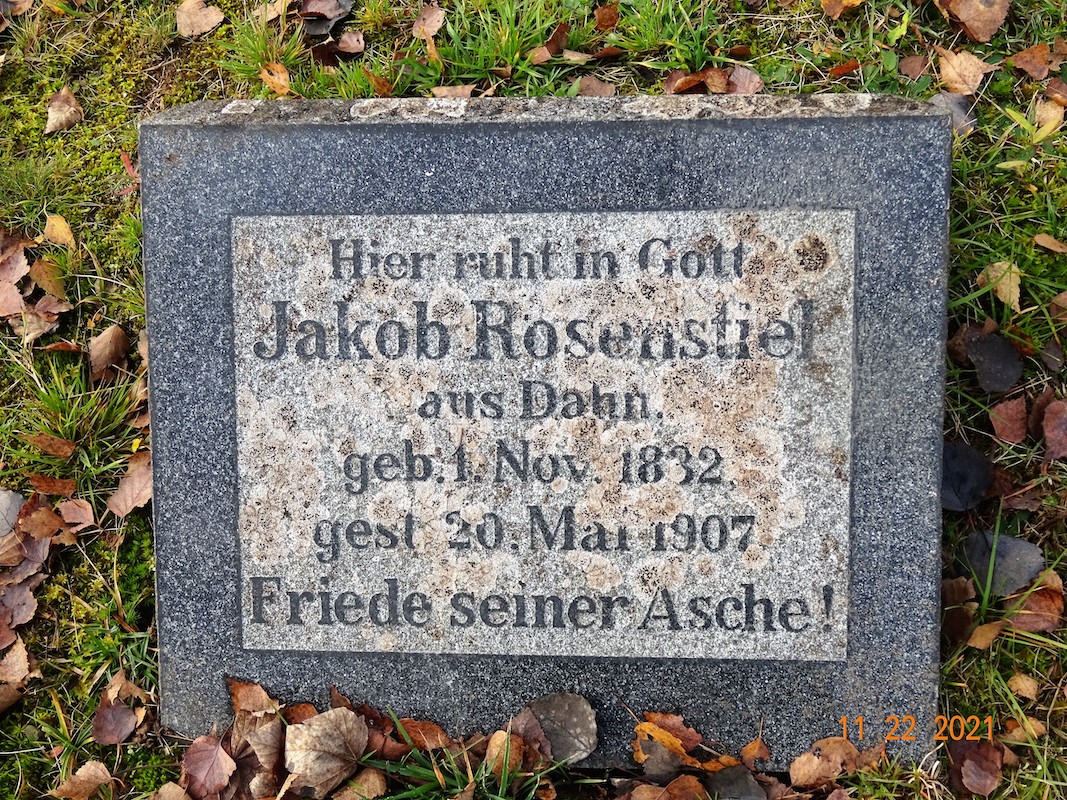 Hier ruht in Gott
Jakob Rosenstiel
aus Dahn.
geb. 1. Nov. 1832.
gest. 20. Mai 1907.
Friede seiner Asche!
11 22 2021